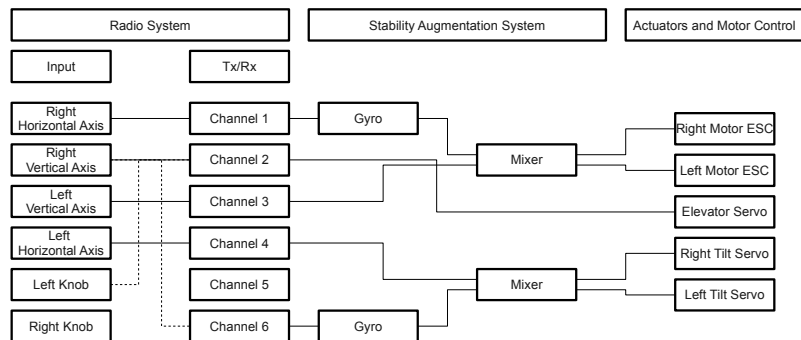 Radio System
Stability Augmentation System
Actuators and Motor Control
Input
Tx/Rx
Right
Horizontal Axis
Channel 1
Gyro
Right Motor ESC
Right
Vertical Axis
Channel 2
Mixer
Left Motor ESC
Left
Vertical Axis
Channel 3
Elevator Servo
Left
Horizontal Axis
Channel 4
Right Tilt Servo
Left Knob
Channel 5
Mixer
Left Tilt Servo
Right Knob
Channel 6
Gyro